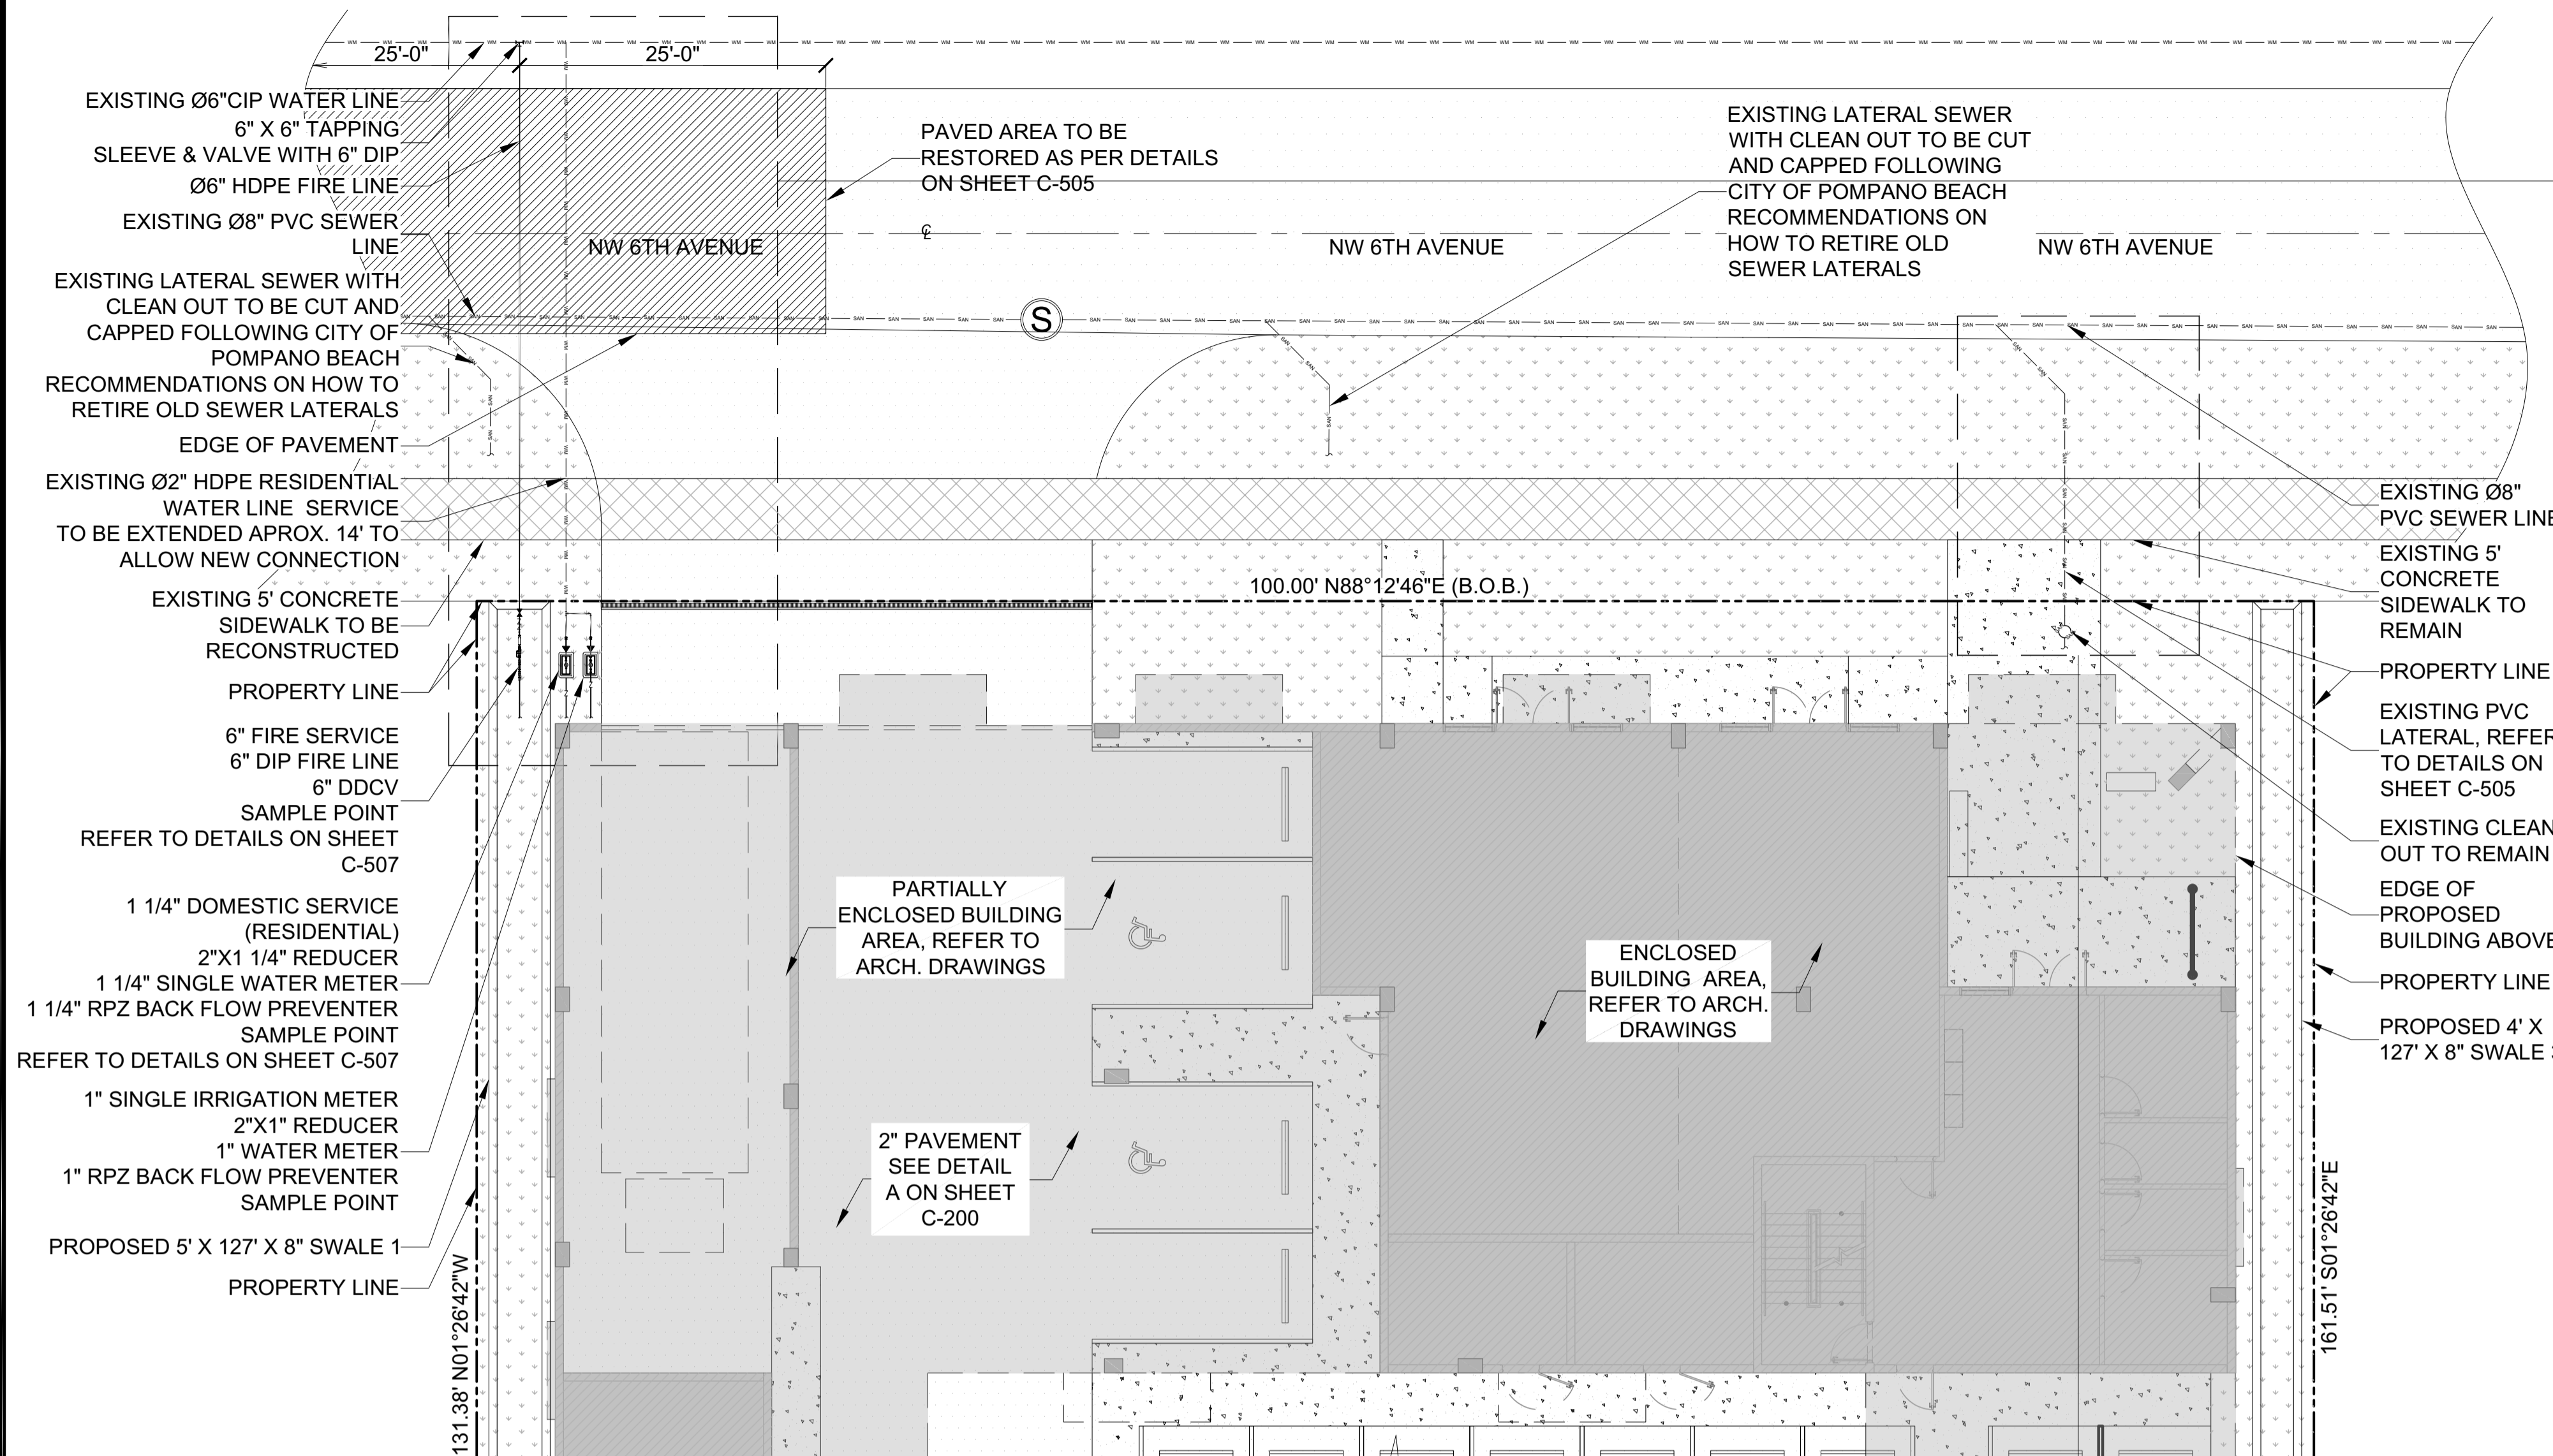 25'-0"
25'-0"
EXISTING Ø6"CIP WATER LINE
6" X 6" TAPPING
SLEEVE & VALVE WITH 6" DIP
Ø6" HDPE FIRE LINE
EXISTING Ø8" PVC SEWER
LINE
EXISTING LATERAL SEWER WITH
CLEAN OUT TO BE CUT AND
CAPPED FOLLOWING CITY OF
POMPANO BEACH
RECOMMENDATIONS ON HOW TO
RETIRE OLD SEWER LATERALS
EDGE OF PAVEMENT
EXISTING Ø2" HDPE RESIDENTIAL
WATER LINE SERVICE
TO BE EXTENDED APROX. 14' TO
ALLOW NEW CONNECTION
EXISTING 5' CONCRETE
SIDEWALK TO BE
RECONSTRUCTED
PROPERTY LINE
6" FIRE SERVICE
6" DIP FIRE LINE
6" DDCV
SAMPLE POINT
REFER TO DETAILS ON SHEET
C-507
1 1/4" DOMESTIC SERVICE
(RESIDENTIAL)
2"X1 1/4" REDUCER
1 1/4" SINGLE WATER METER
1 1/4" RPZ BACK FLOW PREVENTER
SAMPLE POINT
REFER TO DETAILS ON SHEET C-507
1" SINGLE IRRIGATION METER
2"X1" REDUCER
1" WATER METER
1" RPZ BACK FLOW PREVENTER
SAMPLE POINT
PROPOSED 5' X 127' X 8" SWALE 1
PROPERTY LINE
131.38' N01°26'42"W
PAVED AREA TO BE
RESTORED AS PER DETAILS
ON SHEET C-505
EXISTING LATERAL SEWER
WITH CLEAN OUT TO BE CUT
AND CAPPED FOLLOWING
CITY OF POMPANO BEACH
RECOMMENDATIONS ON
HOW TO RETIRE OLD
SEWER LATERALS
NW 6TH AVENUE
NW 6TH AVENUE
NW 6TH AVENUE
S
100.00' N88°12'46"E (B.O.B.)
PARTIALLY
ENCLOSED BUILDING
AREA, REFER TO
ARCH. DRAWINGS
2" PAVEMENT
SEE DETAIL
A ON SHEET
C-200
ENCLOSED
BUILDING AREA,
REFER TO ARCH.
DRAWINGS
EXISTING Ø8"
PVC SEWER LINE
EXISTING 5'
CONCRETE
SIDEWALK TO
REMAIN
PROPERTY LINE
EXISTING PVC
LATERAL, REFER
TO DETAILS ON
SHEET C-505
EXISTING CLEAN
OUT TO REMAIN
EDGE OF
PROPOSED
BUILDING ABOVE
PROPERTY LINE
PROPOSED 4' X
127' X 8" SWALE
161.51' S01°26'42"E